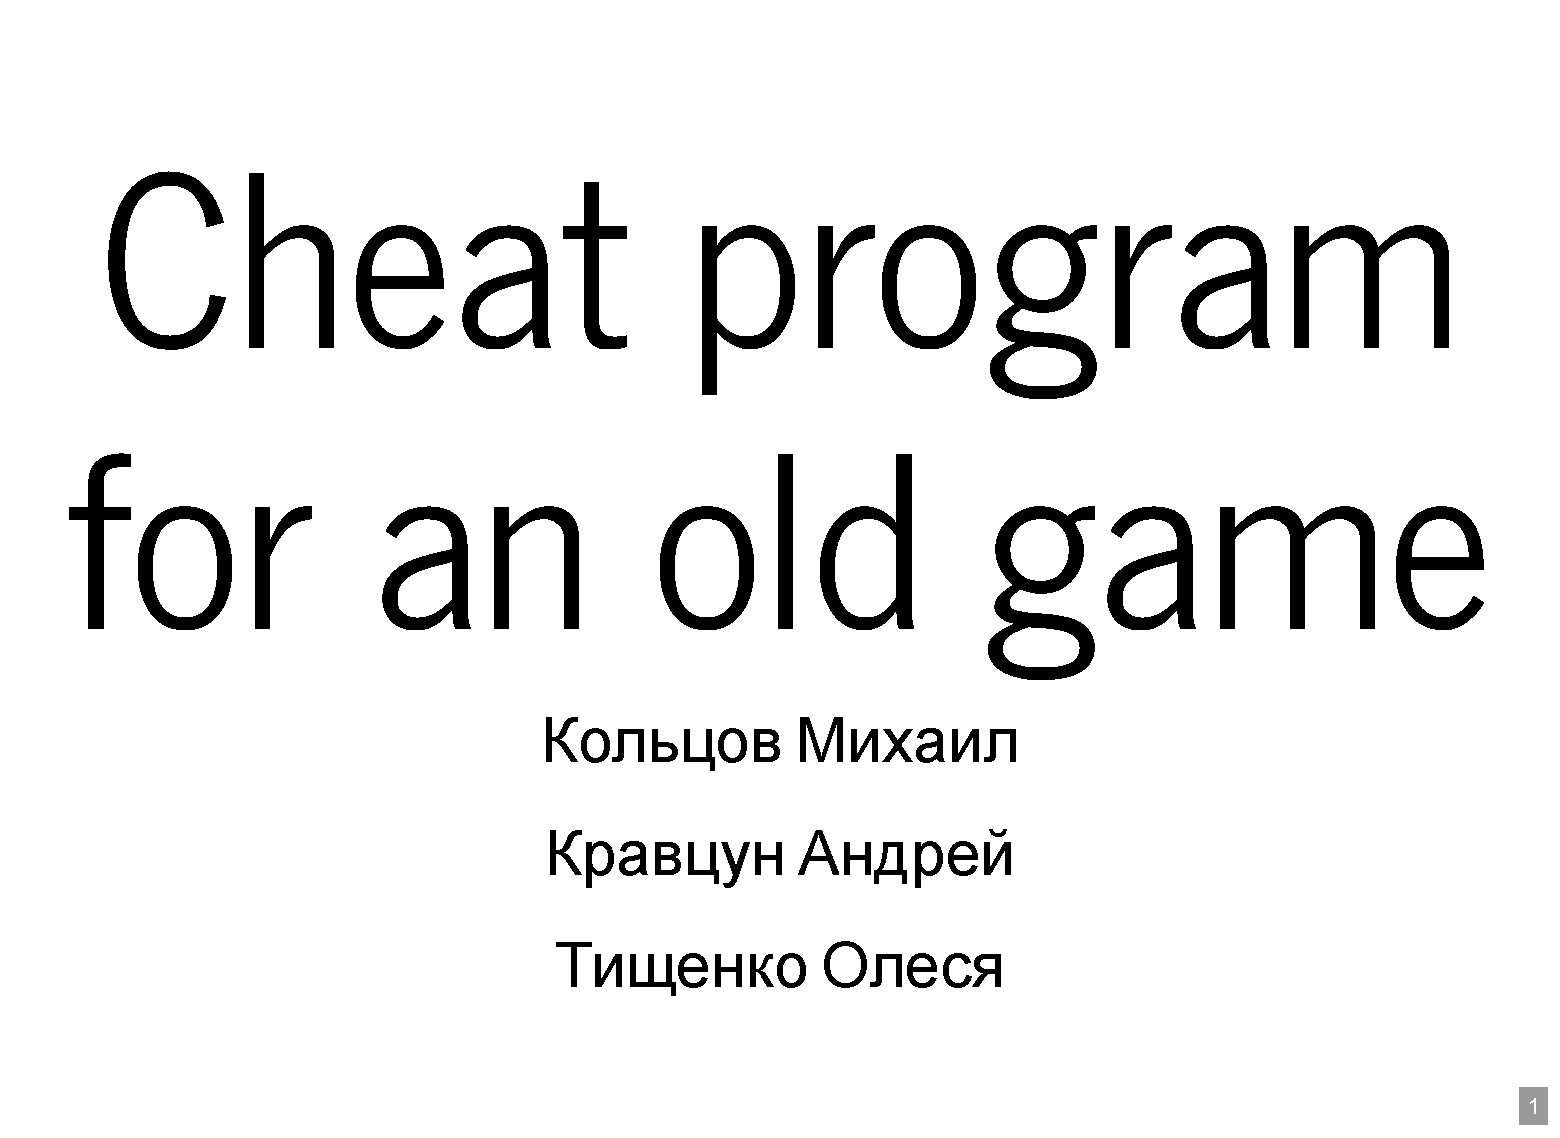 Cheat program
for an old game
Кольцов Михаил
Кравцун Андрей
Тищенко Олеся
1